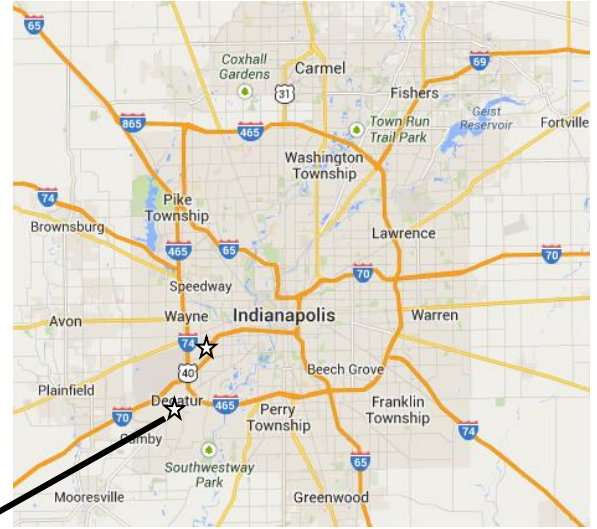 65
69
Coxhall
Gardens
Carmel
31
Fishers
Geist
Reservoir
865
465
Town Run
Trail Park
Fortville
Washington
Township
74
Pike
Township
Brownsburg
Lawrence
465
65
70
70
Speedway
Avon
Wayne
Indianapolis
Warren
74
40
Beech Grove
Plainfield
Decatur
465
Perry
Township
Franklin
Township
70
Camby
74
Southwestway
Park
65
Mooresville
Greenwood